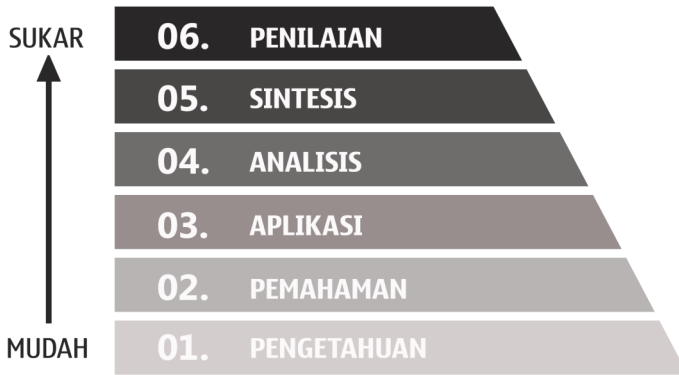 SUKAR
06. PENILAIAN
05. SINTESIS
04. ANALISIS
03. APLIKASI
02. PEMAHAMAN
MUDAH
01. PENGETAHUAN